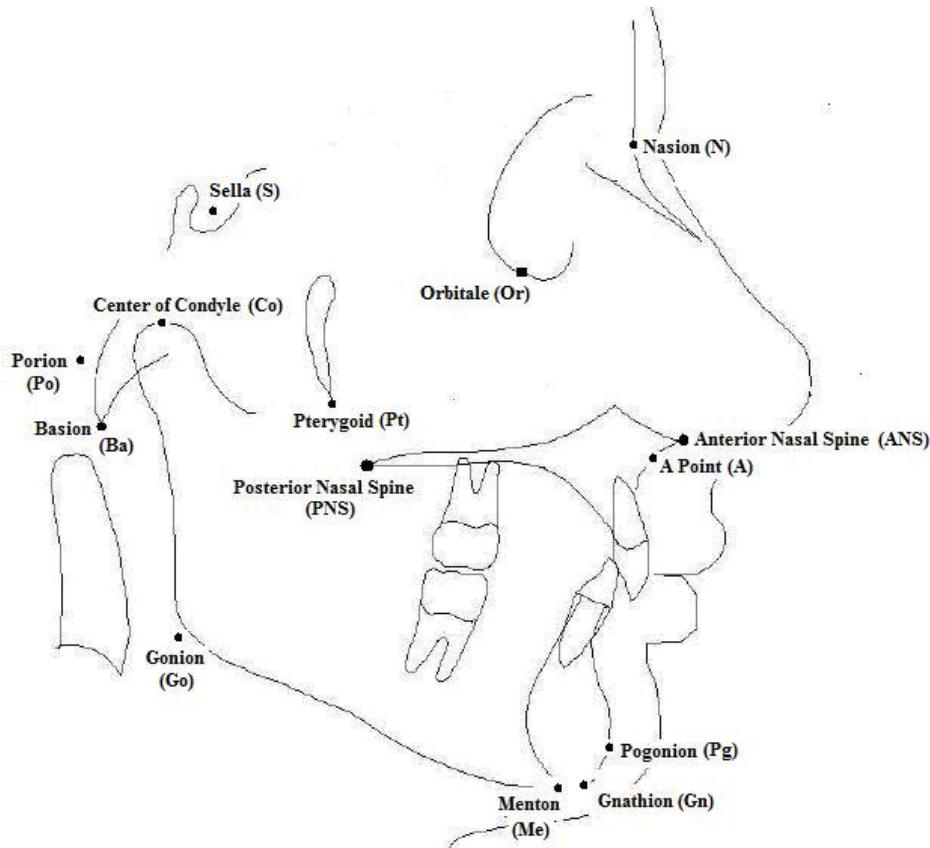 Nasion (N)
Sella (S)
Orbitale (Or)
Center of Condyle (Co)
Porion
(Po)
Pterygoid (Pt)
Basion
(Ba)
Anterior Nasal Spine (ANS)
A Point (A)
Posterior Nasal Spine
(PNS)
Gonion
(Go)
Pogonion (Pg)
Menton
(Me)
Gnathion (Gn)